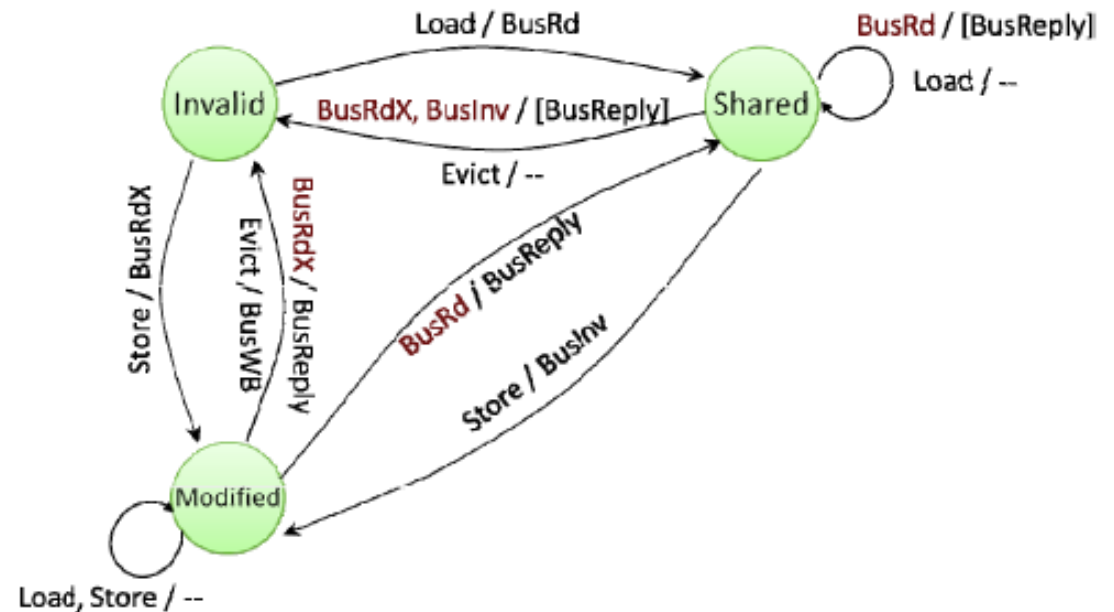 Load / BusRd
BusRd / [BusReply]
Load / --
Invalid
BusRdX, BusInv / [BusReply]
Shared
Evict / --
Store / BusRdX
Evict / BusWB
BusRdX / BusReply
BusRd / BusReply
Store / BusInv
Modified
Load, Store / --